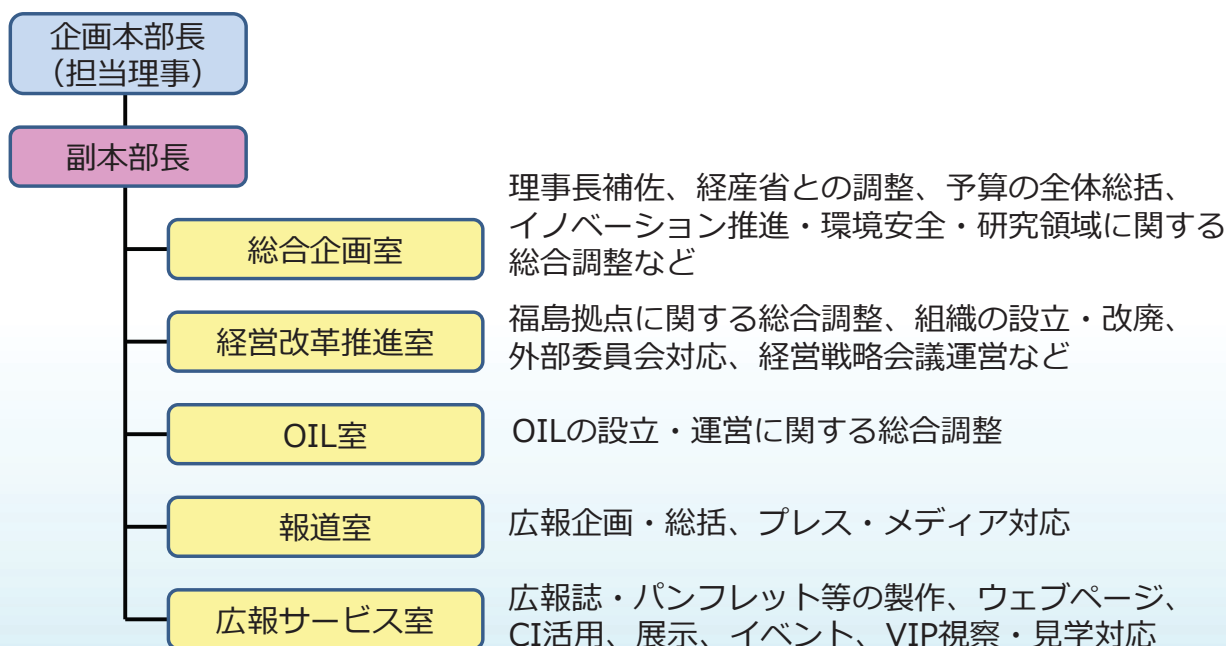 企画本部長
（担当理事）
副本部長
総合企画室
理事長補佐、経産省との調整、予算の全体総括、
イノベーション推進・環境安全・研究領域に関する
総合調整など
経営改革推進室
福島拠点に関する総合調整、組織の設立・改廃、
外部委員会対応、経営戦略会議運営など
OIL室
OILの設立・運営に関する総合調整
報道室
広報企画・総括、プレス・メディア対応
広報サービス室
広報誌・パンフレット等の製作、ウェブページ、
CI活用、展示、イベント、VIP視察・見学対応